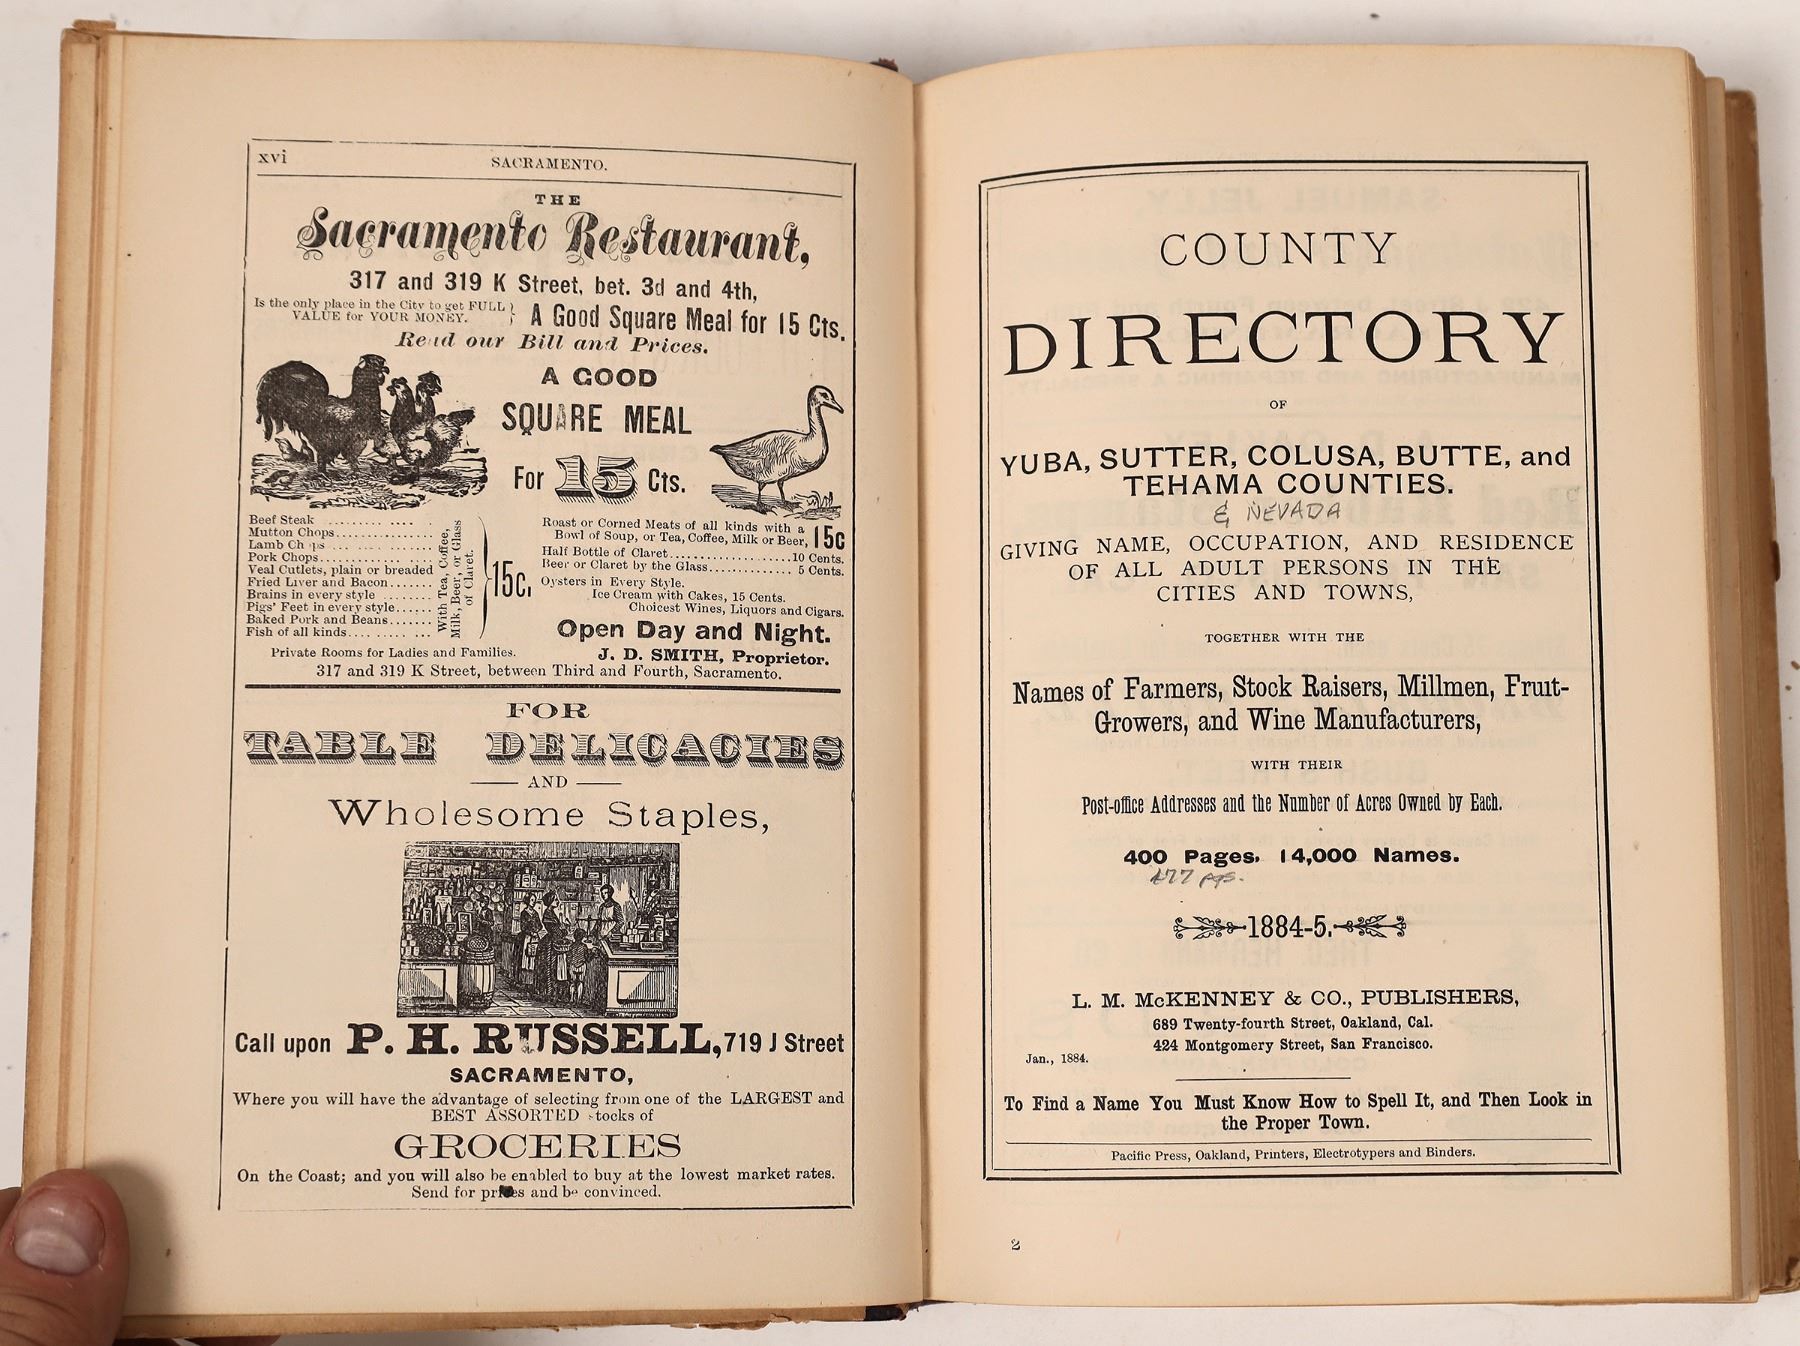 xvi
SACRAMENTO.
THE
Sacramento Restaurant,
317 and 319 K Street, bet. 3d and 4th,
Is the only place in the City to get FULL
VALUE for YOUR MONEY.
A Good Square Meal for 15 Cts.
Read our Bill and Prices.
A GOOD
SQUARE MEAL
For 15 Cts.
Beef Steak
Mutton Chops
Lamb Chops
Pork Chops
Veal Cutlets, plain or breaded
Fried Liver and Bacon
Brains in every style
Pigs' Feet in every style
Baked Pork and Beans
Fish of all kinds
With Tea, Coffee,
Milk, Beer, or Glass
of Claret.
15c.
Roast or Corned Meats of all kinds with a
Bowl of Soup, or Tea, Coffee, Milk or Beer, 15c
Half Bottle of Claret 10 Cents.
Beer or Claret by the Glass 5 Cents.
Oysters in Every Style.
Ice Cream with Cakes, 15 Cents.
Choicest Wines, Liquors and Cigars.
Open Day and Night.
Private Rooms for Ladies and Families.
J. D. SMITH, Proprietor.
317 and 319 K Street, between Third and Fourth, Sacramento.
FOR
TABLE DELICACIES
AND
Wholesome Staples,
Call upon P. H. RUSSELL, 719 J Street
SACRAMENTO,
Where you will have the advantage of selecting from one of the LARGEST and
BEST ASSORTED stocks of
GROCERIES
On the Coast; and you will also be enabled to buy at the lowest market rates.
Send for prices and be convinced.
COUNTY
DIRECTORY
OF
YUBA, SUTTER, COLUSA, BUTTE, and
TEHAMA COUNTIES.
& NEVADA
GIVING NAME, OCCUPATION, AND RESIDENCE
OF ALL ADULT PERSONS IN THE
CITIES AND TOWNS,
TOGETHER WITH THE
Names of Farmers, Stock Raisers, Millmen, Fruit-
Growers, and Wine Manufacturers,
WITH THEIR
Post-office Addresses and the Number of Acres Owned by Each.
400 Pages, 14,000 Names.
477 pgs.
1884-5.
L. M. McKENNEY & CO., PUBLISHERS,
689 Twenty-fourth Street, Oakland, Cal.
424 Montgomery Street, San Francisco.
Jan., 1884.
To Find a Name You Must Know How to Spell It, and Then Look in
the Proper Town.
Pacific Press, Oakland, Printers, Electrotypers and Binders.
2